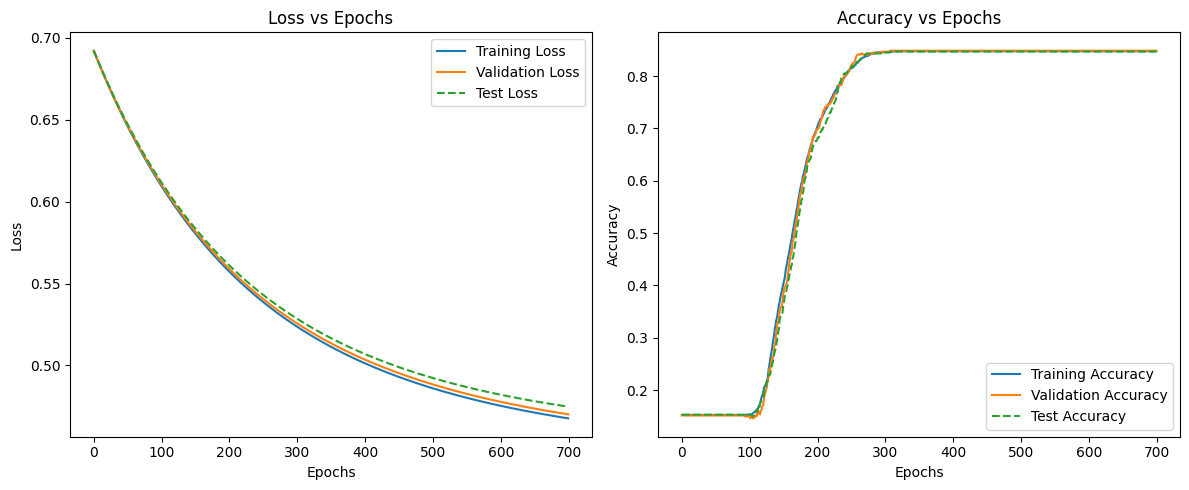 Loss vs Epochs
0.70
0.65
0.60
0.55
0.50
Loss
0 100 200 300 400 500 600 700
Epochs
Training Loss
Validation Loss
Test Loss
Accuracy vs Epochs
0.8
0.7
0.6
0.5
0.4
0.3
0.2
Accuracy
0 100 200 300 400 500 600 700
Epochs
Training Accuracy
Validation Accuracy
Test Accuracy